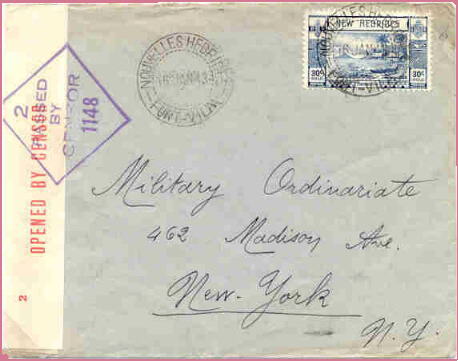 NEW HEBRIDES
30c 30c
NOUVELLES HEBRIDES
PORT-VILA
2
PASSED
BY
CENSOR
1148
OPENED BY CENSOR
2
Military Ordinariate
462 Madison Ave.
New-York
N.Y.